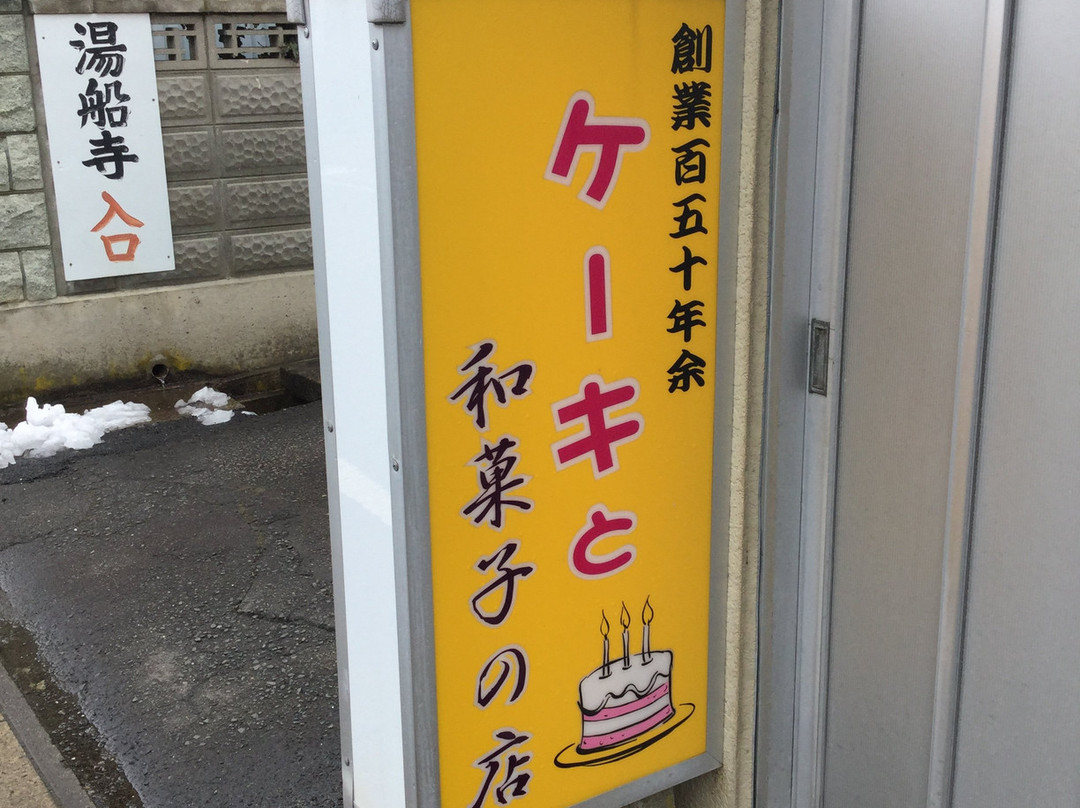 湯船寺
入口
創業百五十年余
ケーキと
和菓子の店